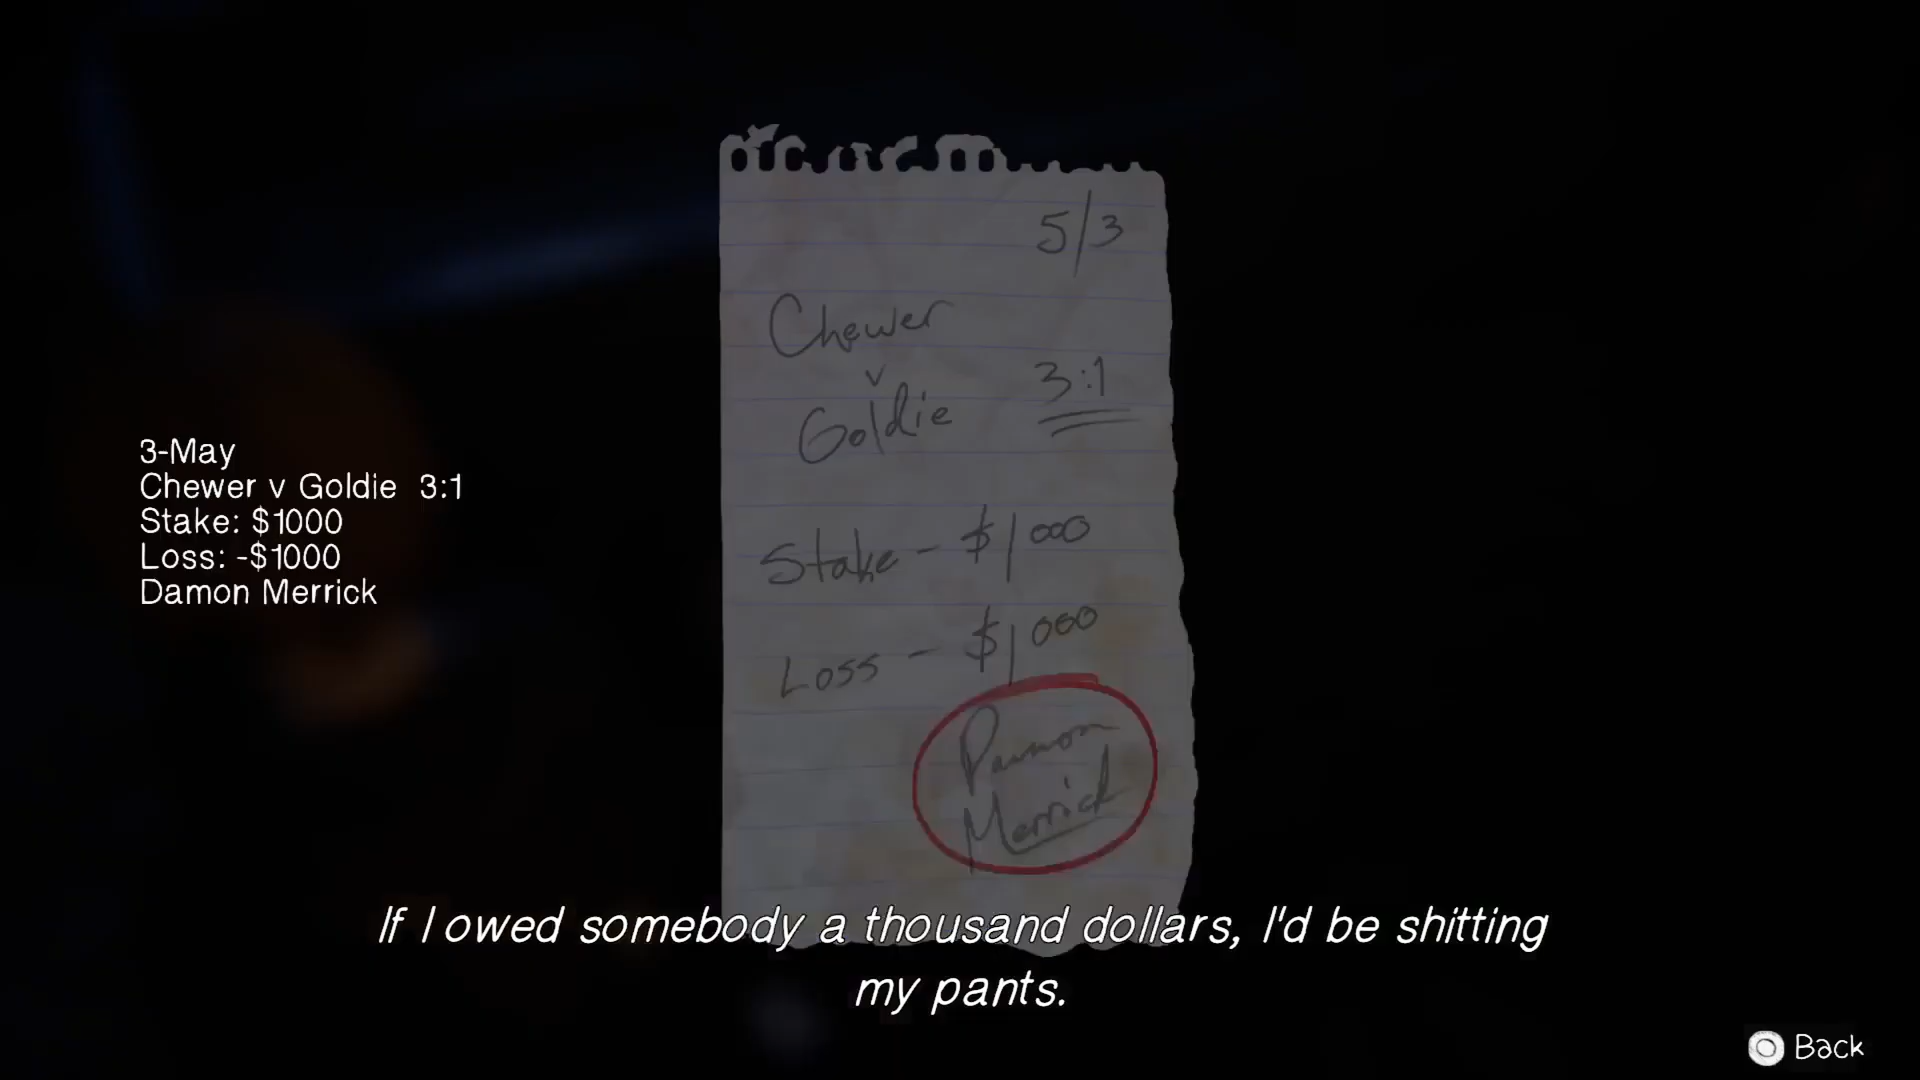 5/3
Chewer
v
Goldie 3:1
Stake - $1000
Loss - $1000
Damon
Merrick
3-May
Chewer v Goldie 3:1
Stake: $1000
Loss: -$1000
Damon Merrick
If I owed somebody a thousand dollars, I'd be shitting
my pants.
Back